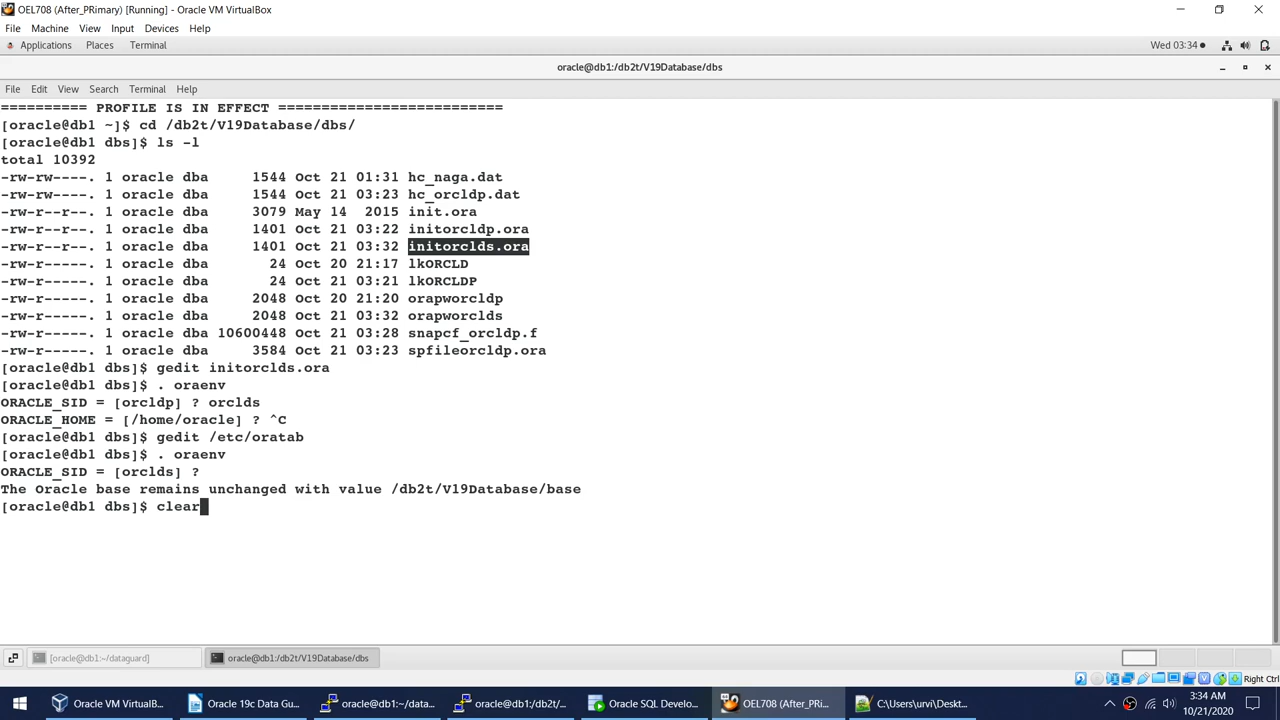 OEL708 (After_PRimary) [Running] - Oracle VM VirtualBox
File Machine View Input Devices Help
Applications Places Terminal Wed 03:34
oracle@db1:/db2t/V19Database/dbs
File Edit View Search Terminal Help
========== PROFILE IS IN EFFECT ==========================
[oracle@db1 ~]$ cd /db2t/V19Database/dbs/
[oracle@db1 dbs]$ ls -l
total 10392
-rw-rw----. 1 oracle dba 1544 Oct 21 01:31 hc_naga.dat
-rw-rw----. 1 oracle dba 1544 Oct 21 03:23 hc_orcldp.dat
-rw-r--r--. 1 oracle dba 3079 May 14 2015 init.ora
-rw-r--r--. 1 oracle dba 1401 Oct 21 03:22 initorcldp.ora
-rw-r--r--. 1 oracle dba 1401 Oct 21 03:32 initorclds.ora
-rw-r-----. 1 oracle dba 24 Oct 20 21:17 lkORCLD
-rw-r-----. 1 oracle dba 24 Oct 21 03:21 lkORCLDP
-rw-r-----. 1 oracle dba 2048 Oct 20 21:20 orapworcldp
-rw-r-----. 1 oracle dba 2048 Oct 21 03:32 orapworclds
-rw-r-----. 1 oracle dba 10600448 Oct 21 03:28 snapcf_orcldp.f
-rw-r-----. 1 oracle dba 3584 Oct 21 03:23 spfileorcldp.ora
[oracle@db1 dbs]$ gedit initorclds.ora
[oracle@db1 dbs]$ . oraenv
ORACLE_SID = [orcldp] ? orclds
ORACLE_HOME = [/home/oracle] ? ^C
[oracle@db1 dbs]$ gedit /etc/oratab
[oracle@db1 dbs]$ . oraenv
ORACLE_SID = [orclds] ?
The Oracle base remains unchanged with value /db2t/V19Database/base
[oracle@db1 dbs]$ clear
[oracle@db1:~/dataguard] oracle@db1:/db2t/V19Database/dbs
Right Ctrl
Oracle VM VirtualB... Oracle 19c Data Gu... oracle@db1:~/data... oracle@db1:/db2t/... Oracle SQL Develo... OEL708 (After_PRi... C:\Users\urvi\Deskt...
3:34 AM
10/21/2020